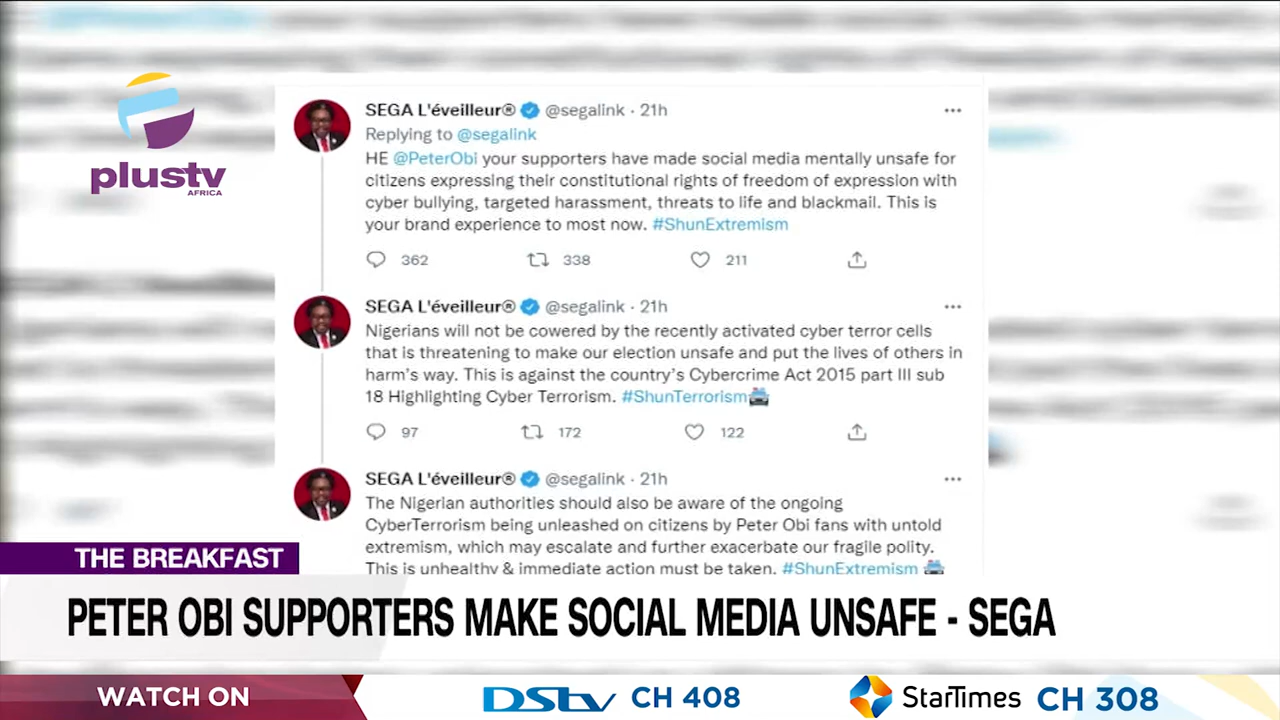 plustv
AFRICA
SEGA L'éveilleur® @segalink · 21h
Replying to @segalink
HE @PeterObi your supporters have made social media mentally unsafe for
citizens expressing their constitutional rights of freedom of expression with
cyber bullying, targeted harassment, threats to life and blackmail. This is
your brand experience to most now. #ShunExtremism
362 338 211
SEGA L'éveilleur® @segalink · 21h
Nigerians will not be cowered by the recently activated cyber terror cells
that is threatening to make our election unsafe and put the lives of others in
harm's way. This is against the country's Cybercrime Act 2015 part III sub
18 Highlighting Cyber Terrorism. #ShunTerrorism
97 172 122
SEGA L'éveilleur® @segalink · 21h
The Nigerian authorities should also be aware of the ongoing
CyberTerrorism being unleashed on citizens by Peter Obi fans with untold
extremism, which may escalate and further exacerbate our fragile polity.
This is unhealthy & immediate action must be taken. #ShunExtremism
THE BREAKFAST
PETER OBI SUPPORTERS MAKE SOCIAL MEDIA UNSAFE - SEGA
WATCH ON DStv CH 408 StarTimes CH 308